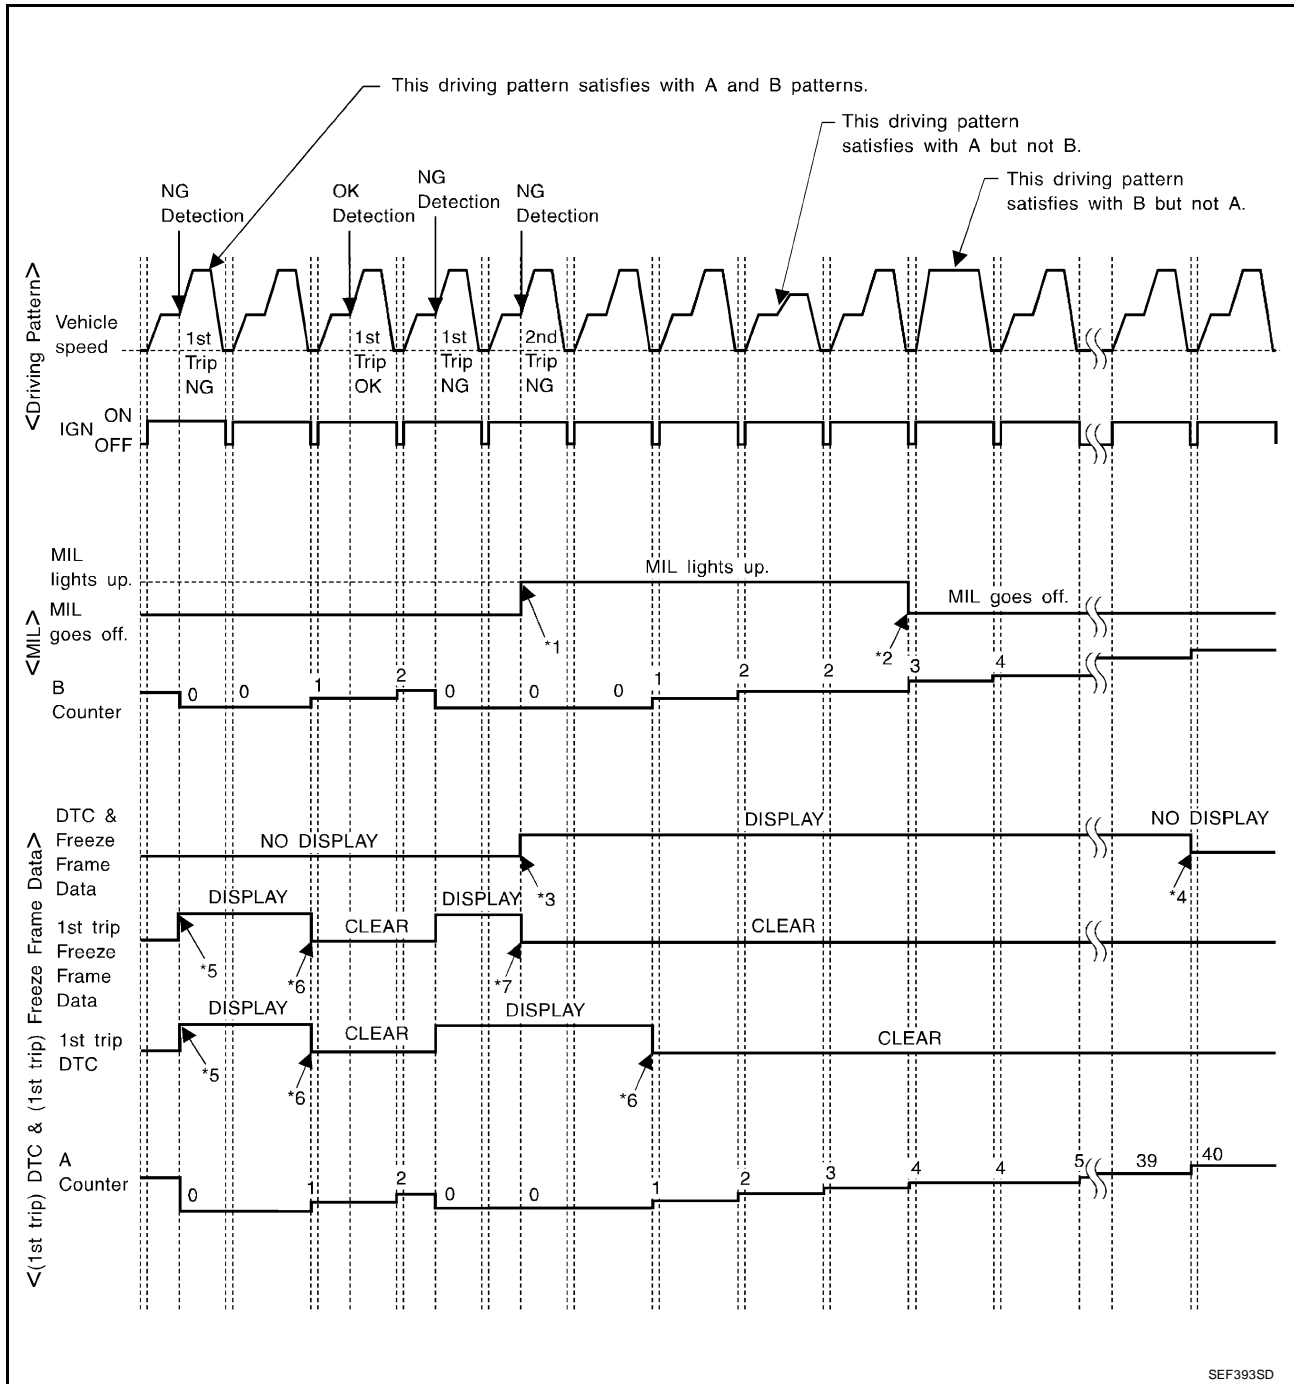 This driving pattern satisfies with A and B patterns.
This driving pattern
satisfies with A but not B.
This driving pattern
satisfies with B but not A.
NG
Detection
OK
Detection
NG
Detection
NG
Detection
<Driving Pattern>
Vehicle
speed
1st
Trip
NG
1st
Trip
OK
1st
Trip
NG
2nd
Trip
NG
IGN
ON
OFF
<MIL>
MIL
lights up.
MIL
goes off.
MIL lights up.
MIL goes off.
*1
*2
B
Counter
0 0 1 2 0 0 0 1 2 2 3 4
<(1st trip) DTC & (1st trip) Freeze Frame Data>
DTC &
Freeze
Frame
Data
NO DISPLAY
DISPLAY
NO DISPLAY
*3
*4
1st trip
Freeze
Frame
Data
DISPLAY
CLEAR
DISPLAY
CLEAR
*5
*6
*7
1st trip
DTC
DISPLAY
CLEAR
DISPLAY
CLEAR
*5
*6
*6
A
Counter
0 1 2 0 0 1 2 3 4 4 5 39 40
SEF393SD